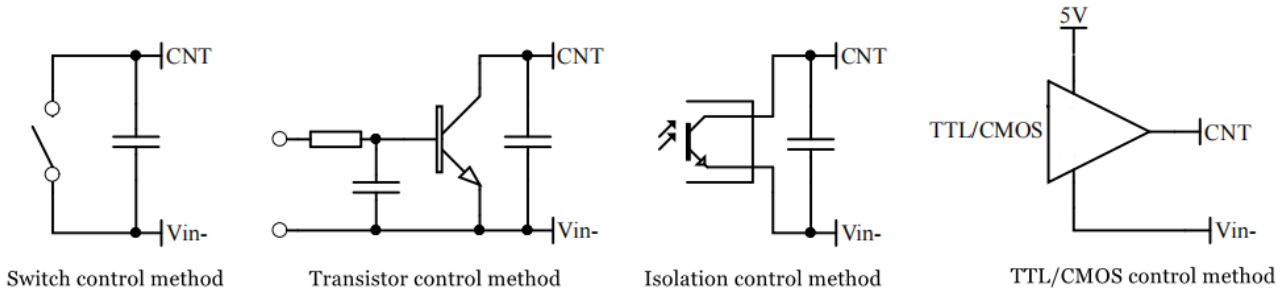 CNT
Vin-
Switch control method
CNT
Vin-
Transistor control method
CNT
Vin-
Isolation control method
5V
TTL/CMOS
CNT
Vin-
TTL/CMOS control method